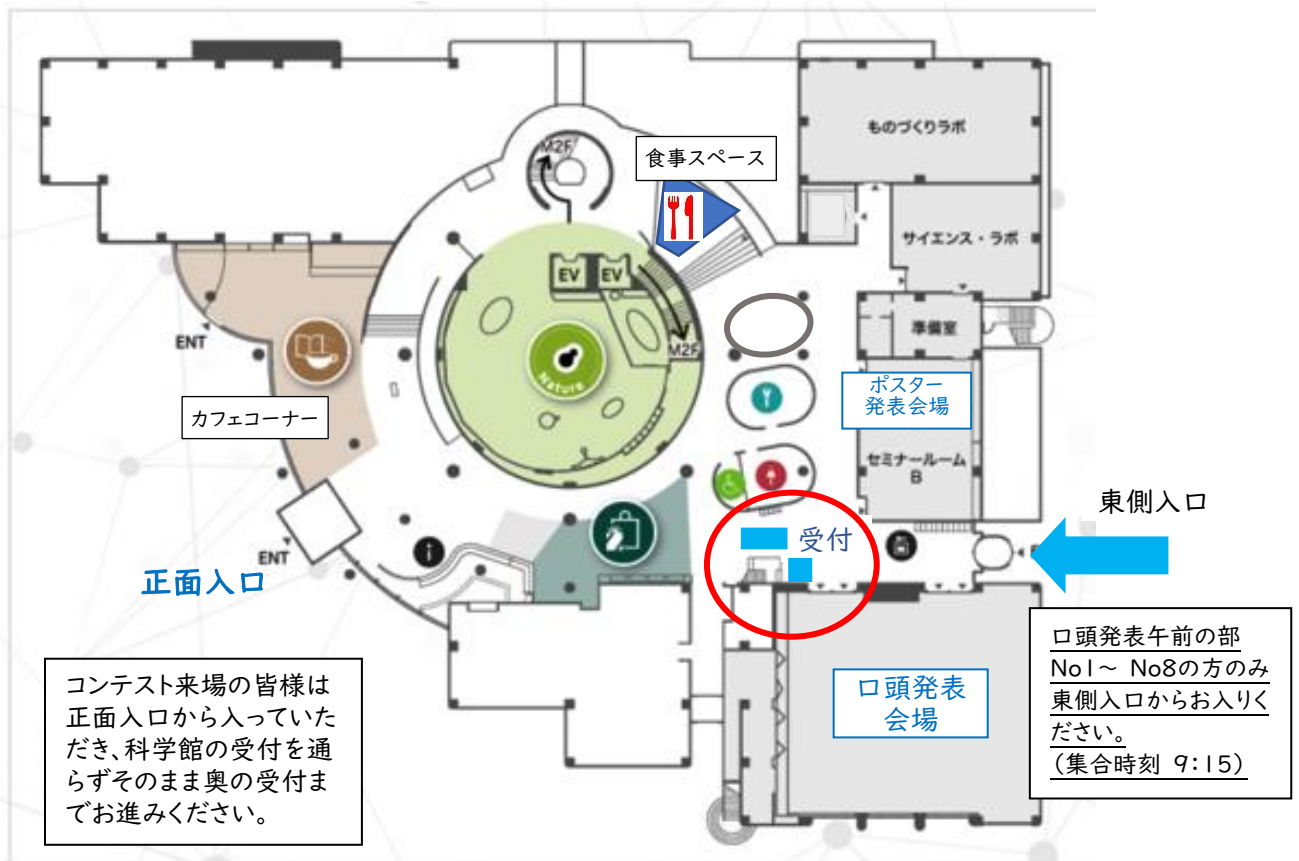 ものづくりラボ
M2F
食事スペース
サイエンス・ラボ
EV
EV
準備室
ENT
M2F
Nature
ポスター
発表会場
カフェコーナー
セミナールーム
B
東側入口
受付
ENT
正面入口
口頭発表午前の部
No1～ No8の方のみ
東側入口からお入りく
ださい。
(集合時刻 9:15)
コンテスト来場の皆様は
正面入口から入っていた
だき、科学館の受付を通
らずそのまま奥の受付ま
でお進みください。
口頭発表
会場